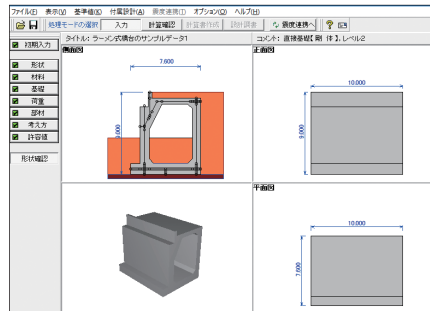 ファイル(F) 表示(V) 基準値(K) 付属設計(A) 震度連携(T) オプション(O) ヘルプ(H)
処理モードの選択 入力 計算確認 計算書作成 設計調書 震度連携へ
初期入力 タイトル: ラーメン式橋台のサンプルデータ1 コメント: 直接基礎【剛 体】、レベル2
側面図 正面図
形状
材料
基礎
荷重
部材
考え方
許容値
形状確認
7.600
9.000
10.000
9.000
平面図
10.000
7.600